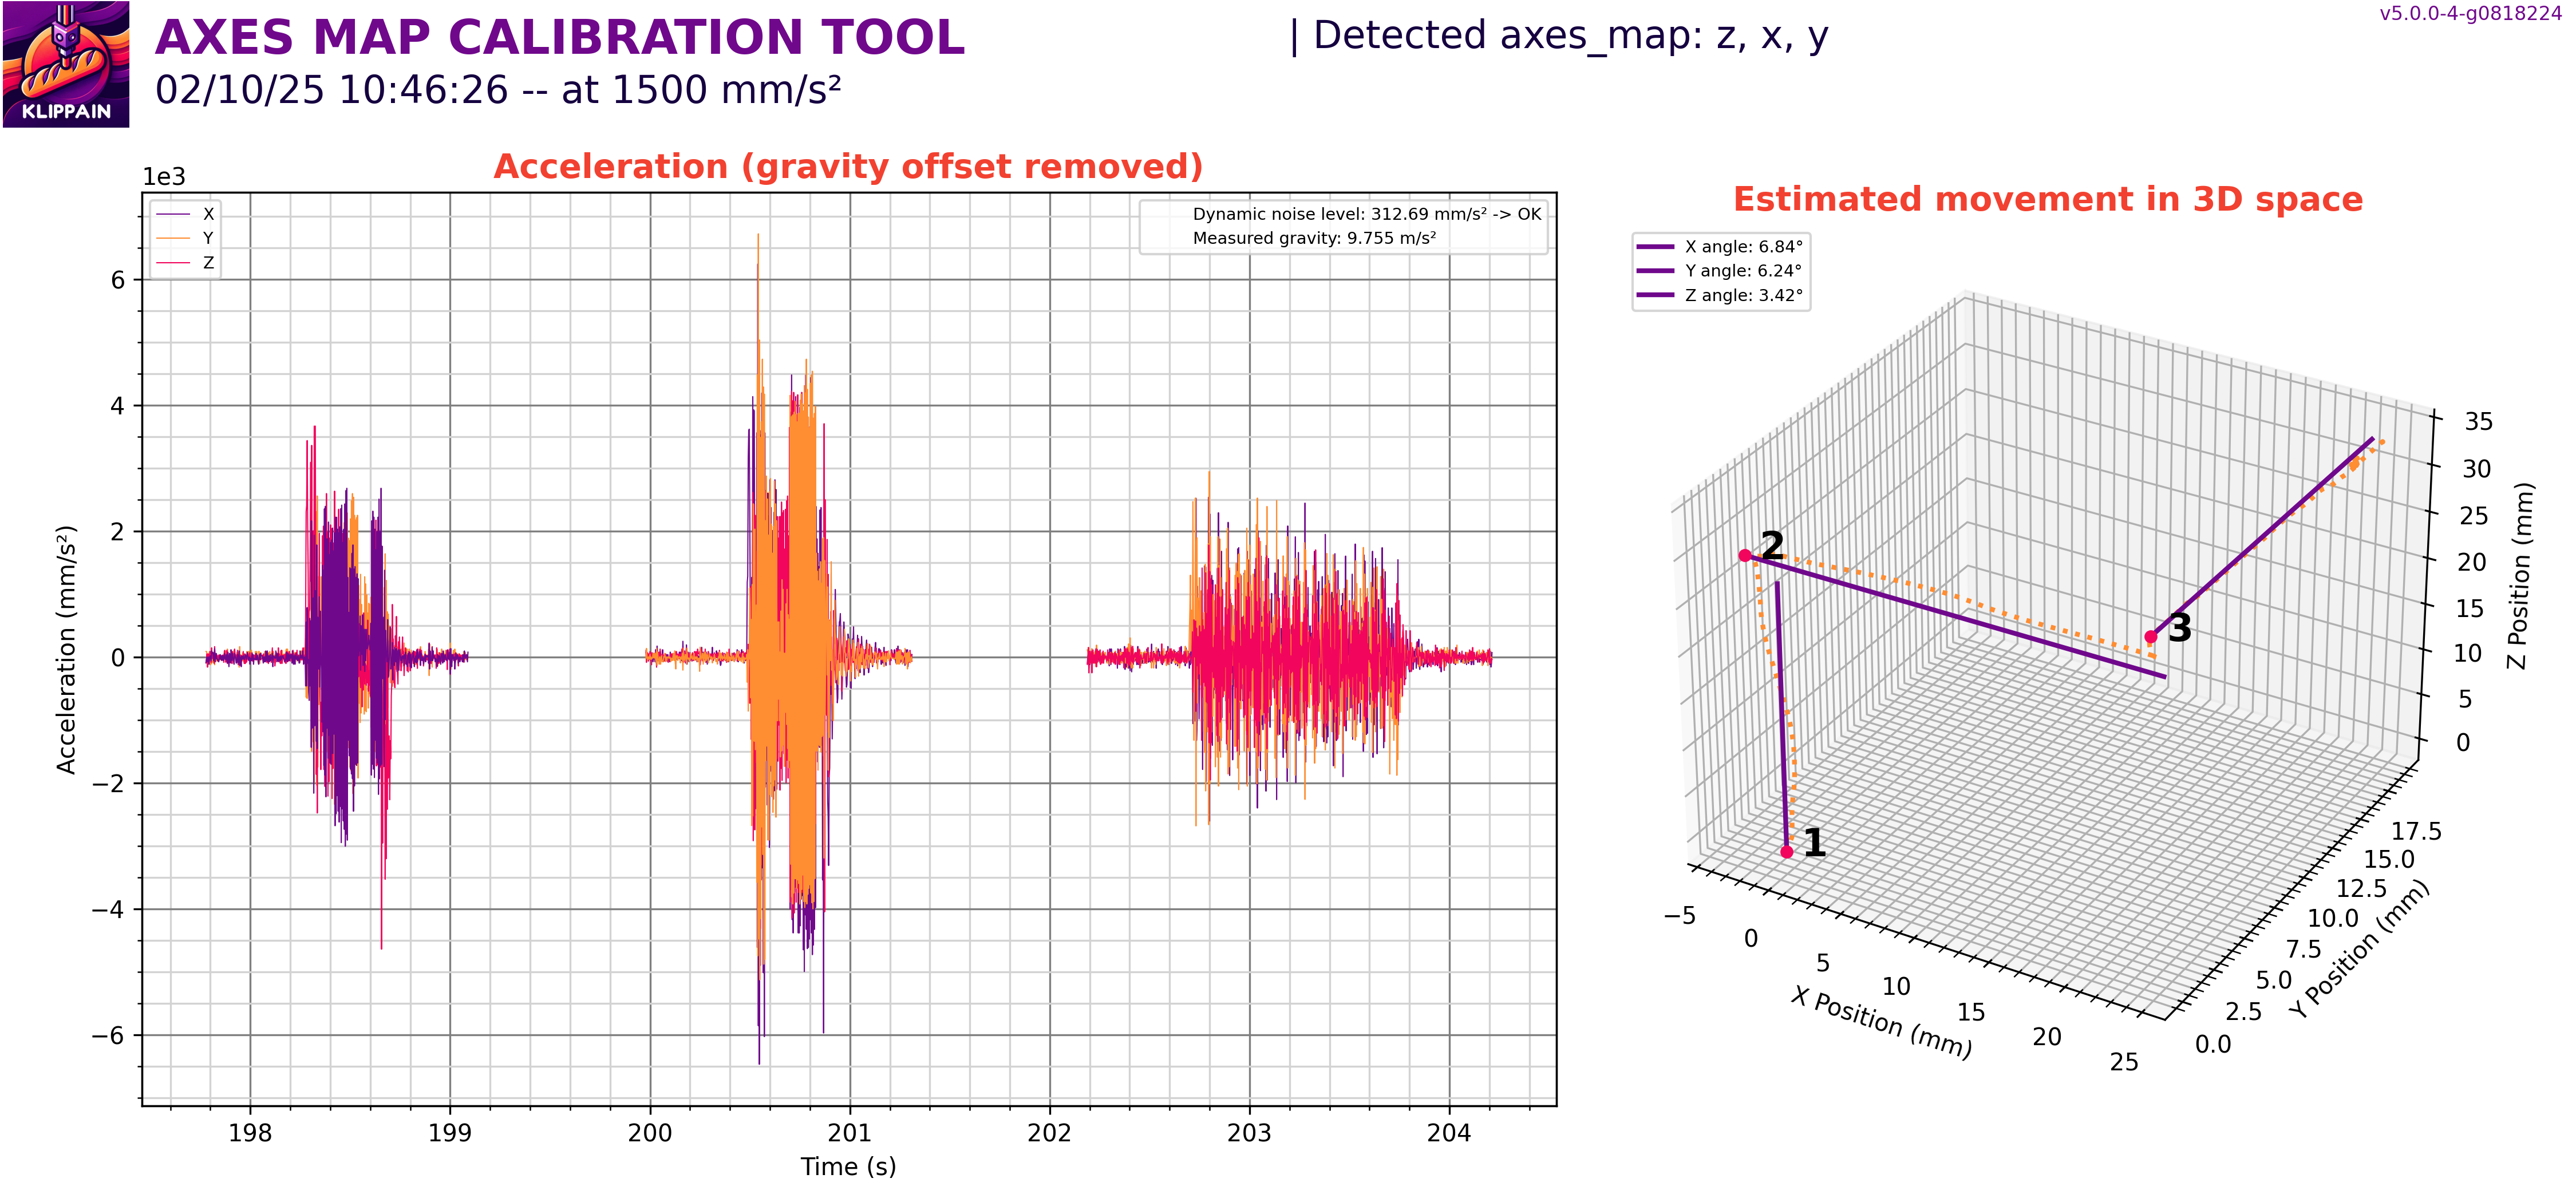 KLIPPAIN
AXES MAP CALIBRATION TOOL
02/10/25 10:46:26 -- at 1500 mm/s²
| Detected axes_map: z, x, y
v5.0.0-4-g0818224
Acceleration (gravity offset removed)
1e3
X
Y
Z
Dynamic noise level: 312.69 mm/s² -> OK
Measured gravity: 9.755 m/s²
6
4
2
0
−2
−4
−6
Acceleration (mm/s²)
198 199 200 201 202 203 204
Time (s)
Estimated movement in 3D space
X angle: 6.84°
Y angle: 6.24°
Z angle: 3.42°
1
2
3
−5 0 5 10 15 20 25
X Position (mm)
0.0 2.5 5.0 7.5 10.0 12.5 15.0 17.5
Y Position (mm)
0 5 10 15 20 25 30 35
Z Position (mm)